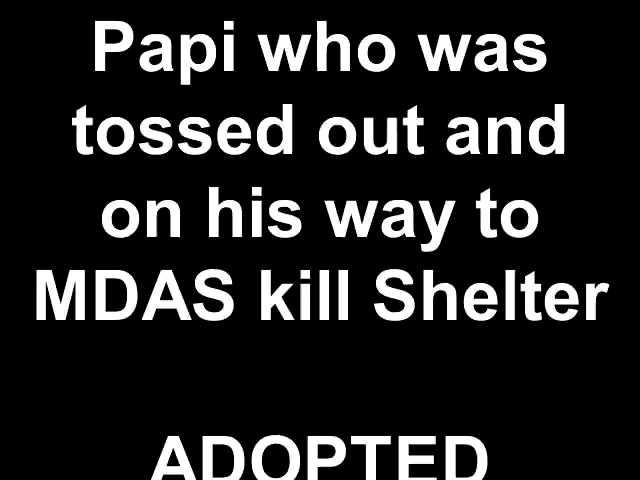 Papi who was
tossed out and
on his way to
MDAS kill Shelter
ADOPTED